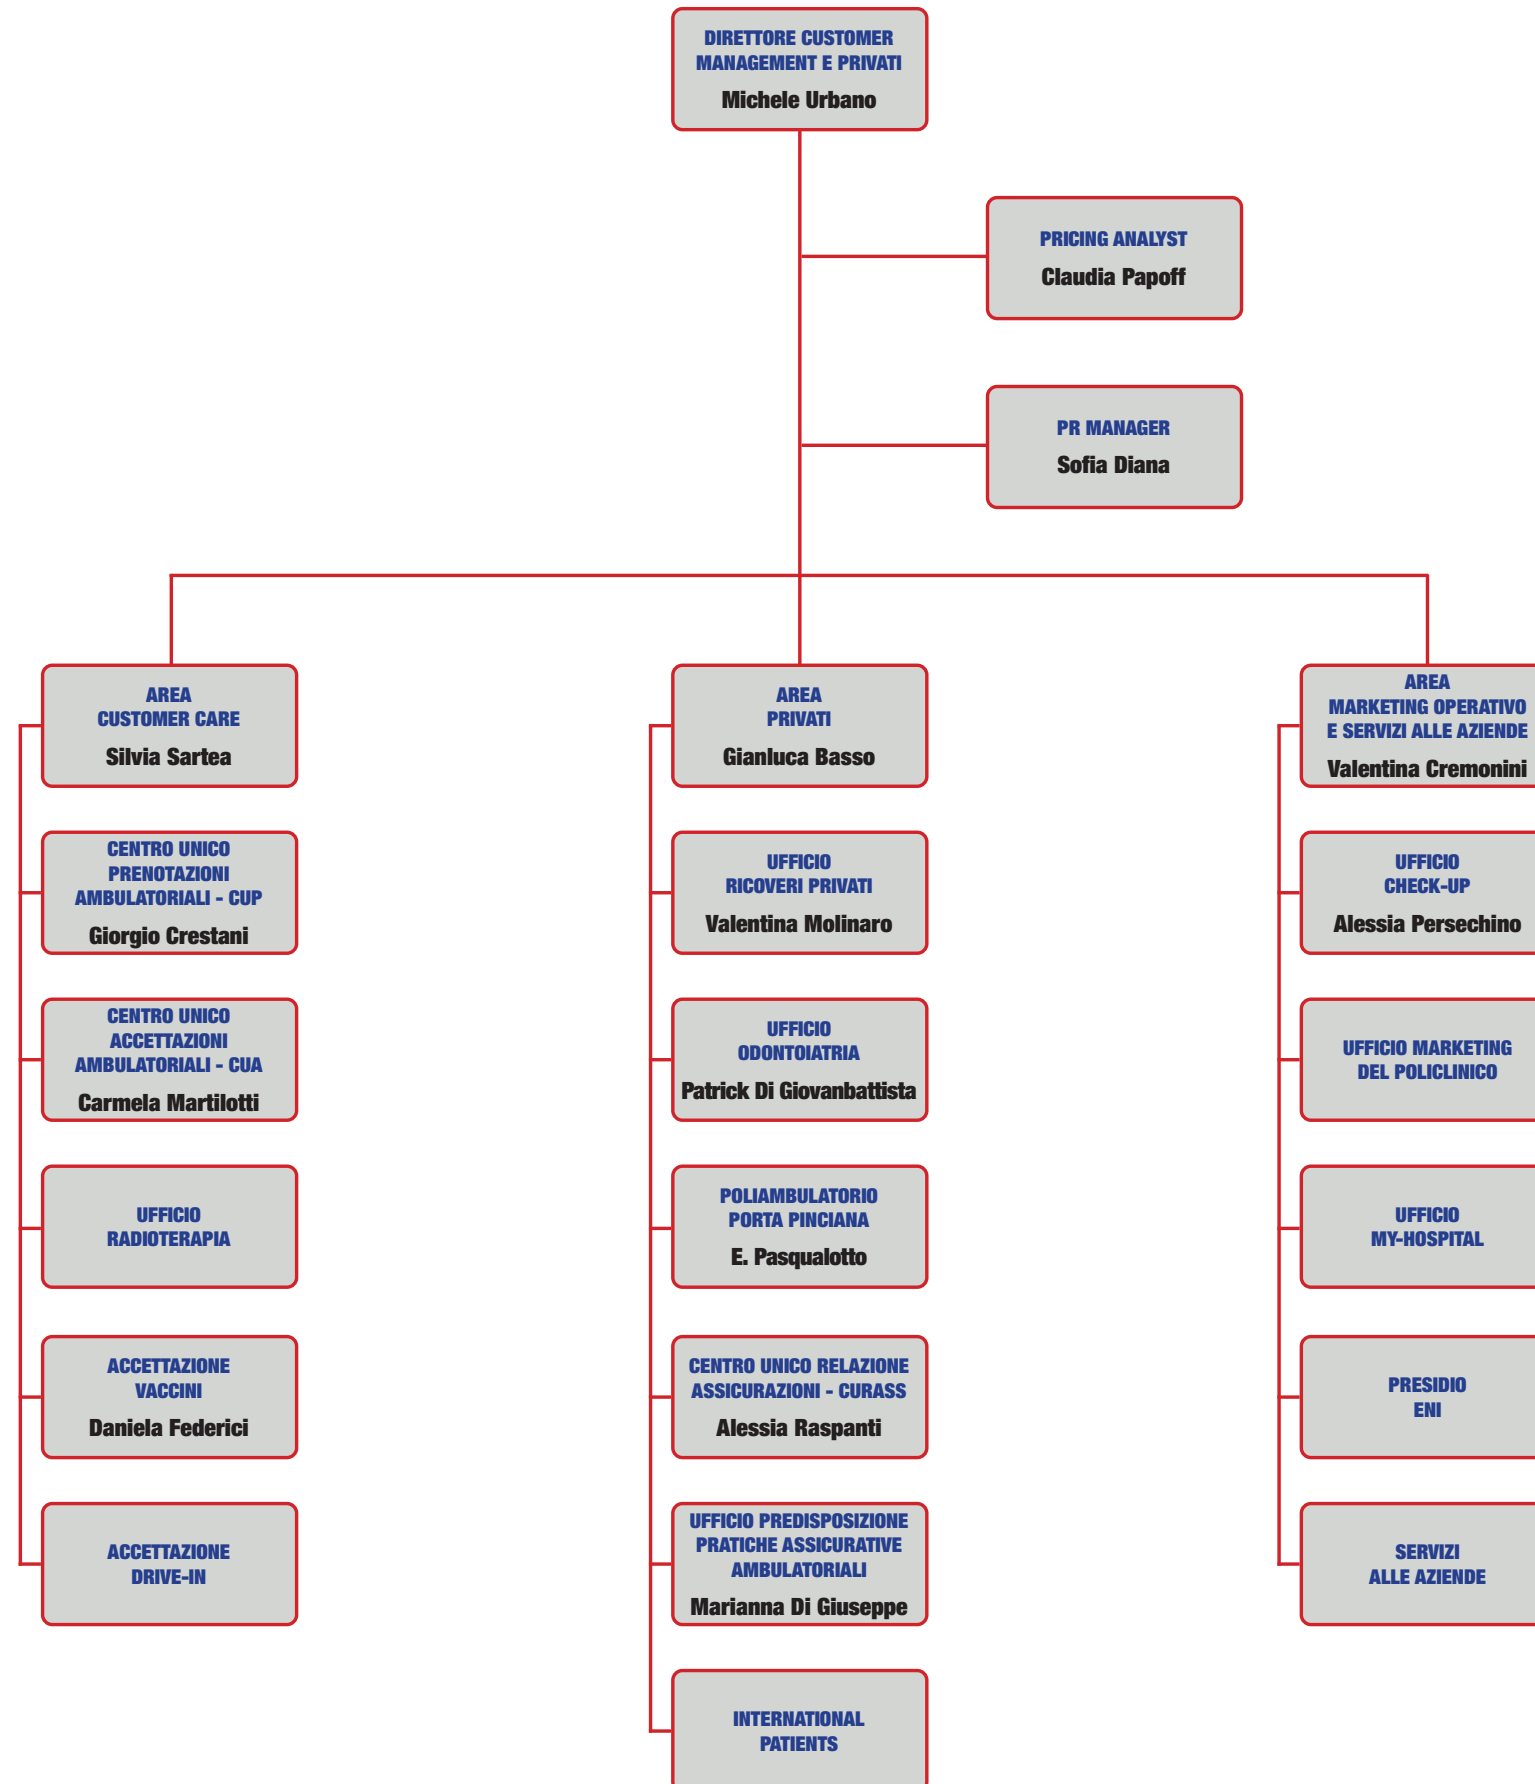 DIRETTORE CUSTOMER
MANAGEMENT E PRIVATI
Michele Urbano
PRICING ANALYST
Claudia Papoff
PR MANAGER
Sofia Diana
AREA
CUSTOMER CARE
Silvia Sartea
CENTRO UNICO
PRENOTAZIONI
AMBULATORIALI - CUP
Giorgio Crestani
CENTRO UNICO
ACCETTAZIONI
AMBULATORIALI - CUA
Carmela Martilotti
UFFICIO
RADIOTERAPIA
ACCETTAZIONE
VACCINI
Daniela Federici
ACCETTAZIONE
DRIVE-IN
AREA
PRIVATI
Gianluca Basso
UFFICIO
RICOVERI PRIVATI
Valentina Molinaro
UFFICIO
ODONTOIATRIA
Patrick Di Giovanbattista
POLIAMBULATORIO
PORTA PINCIANA
E. Pasqualotto
CENTRO UNICO RELAZIONE
ASSICURAZIONI - CURASS
Alessia Raspanti
UFFICIO PREDISPOSIZIONE
PRATICHE ASSICURATIVE
AMBULATORIALI
Marianna Di Giuseppe
INTERNATIONAL
PATIENTS
AREA
MARKETING OPERATIVO
E SERVIZI ALLE AZIENDE
Valentina Cremonini
UFFICIO
CHECK-UP
Alessia Persechino
UFFICIO MARKETING
DEL POLICLINICO
UFFICIO
MY-HOSPITAL
PRESIDIO
ENI
SERVIZI
ALLE AZIENDE